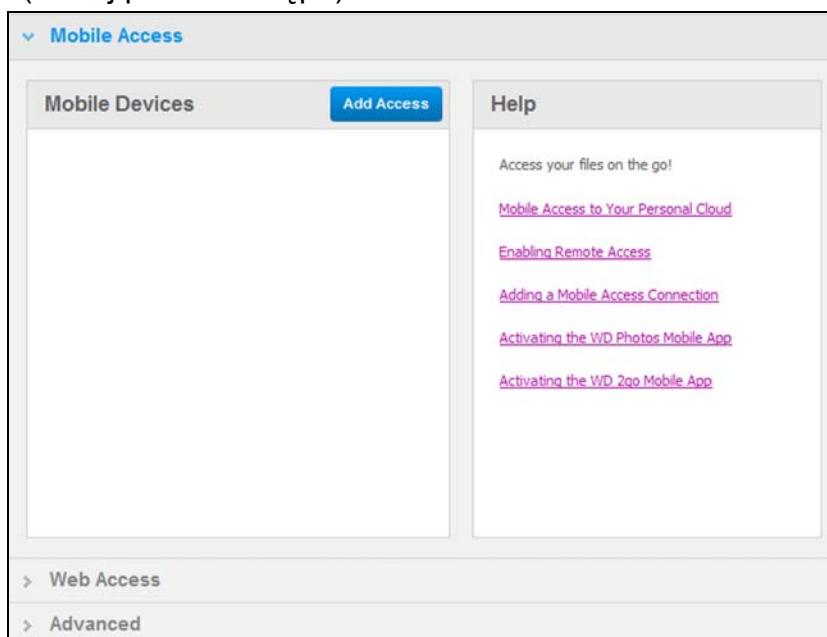 Mobile Access
Mobile Devices
Add Access
Help
Access your files on the go!
Mobile Access to Your Personal Cloud
Enabling Remote Access
Adding a Mobile Access Connection
Activating the WD Photos Mobile App
Activating the WD 2go Mobile App
Web Access
Advanced